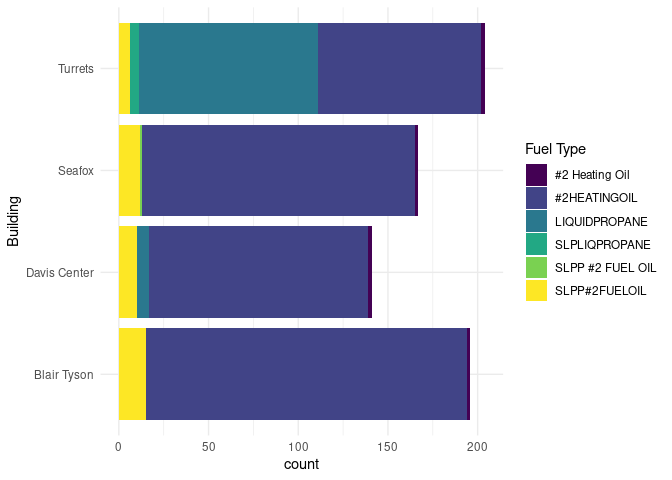 Turrets
Seafox
Davis Center
Blair Tyson
Building
0 50 100 150 200
count
Fuel Type
#2 Heating Oil
#2HEATINGOIL
LIQUIDPROPANE
SLPLIQPROPANE
SLPP #2 FUEL OIL
SLPP#2FUELOIL